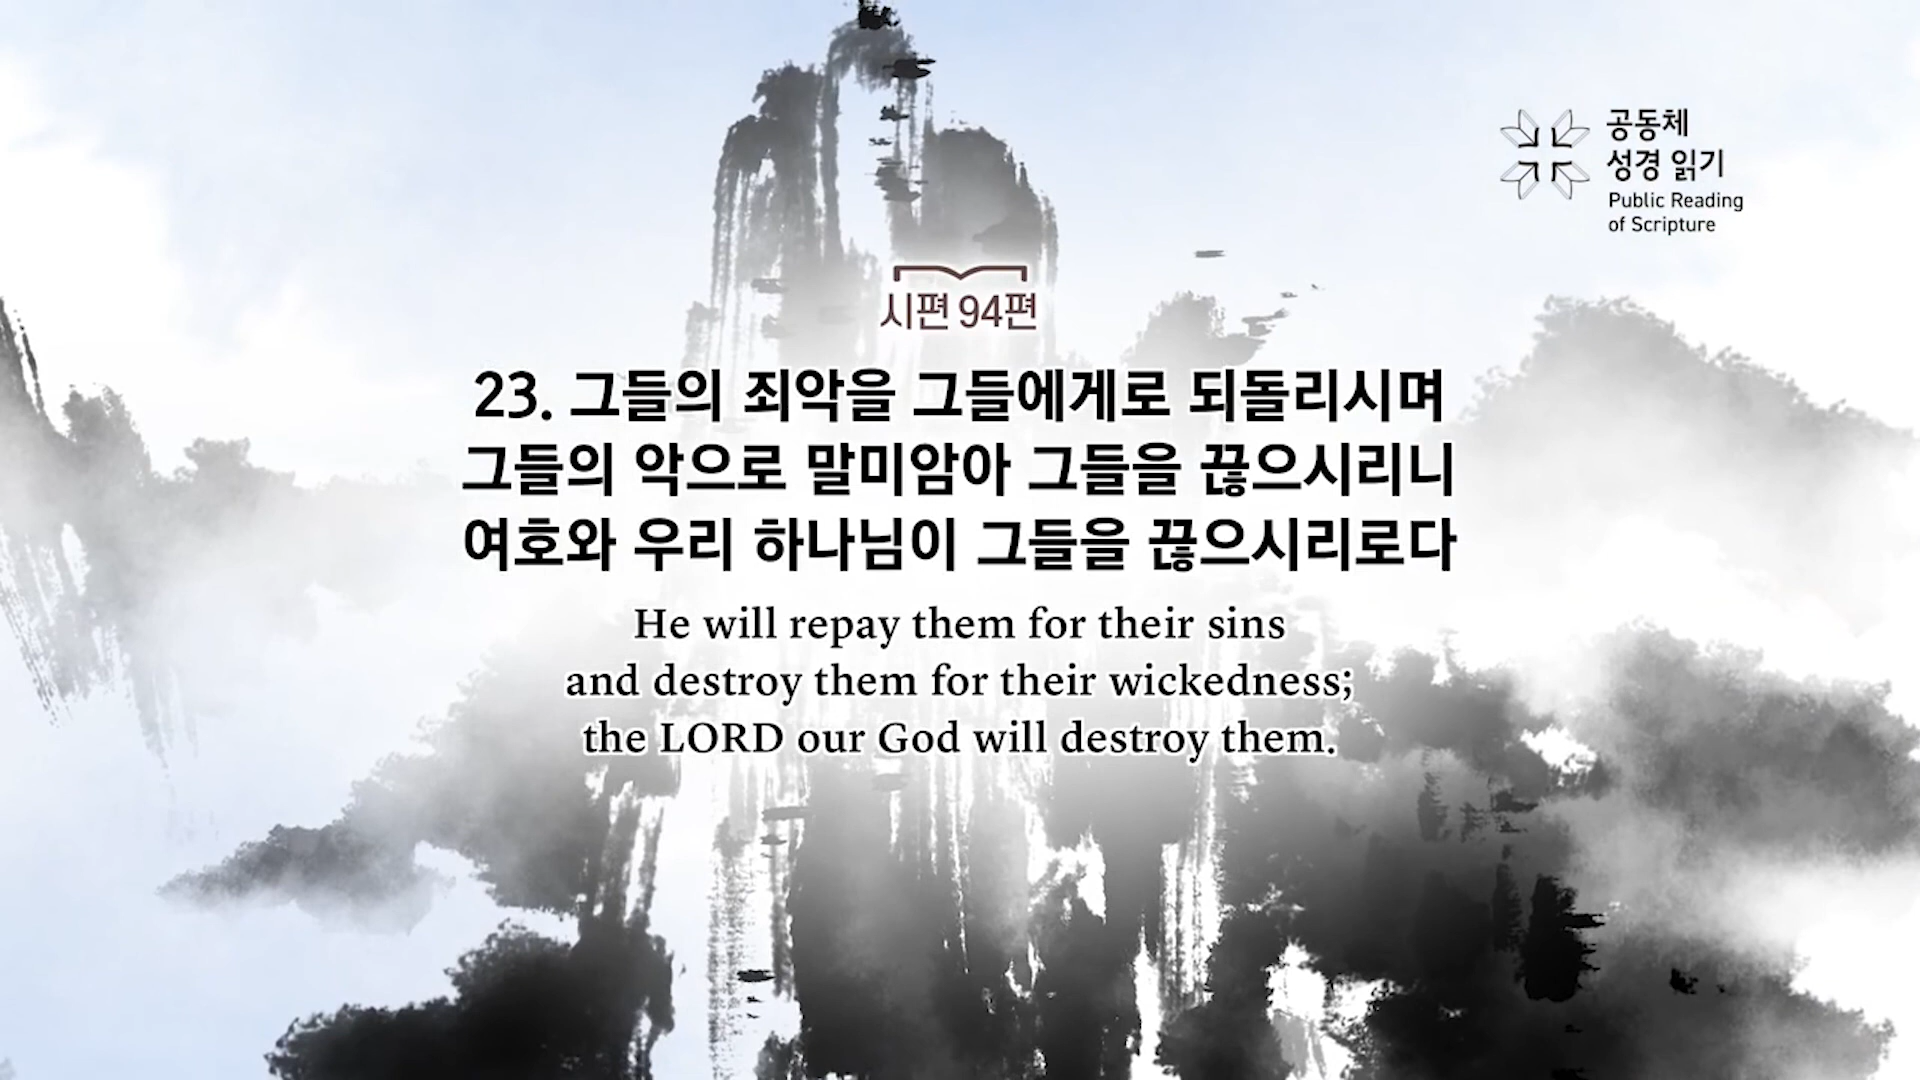 공동체
성경 읽기
Public Reading
of Scripture
시편 94편
23. 그들의 죄악을 그들에게로 되돌리시며
그들의 악으로 말미암아 그들을 끊으시리니
여호와 우리 하나님이 그들을 끊으시리로다
He will repay them for their sins
and destroy them for their wickedness;
the LORD our God will destroy them.